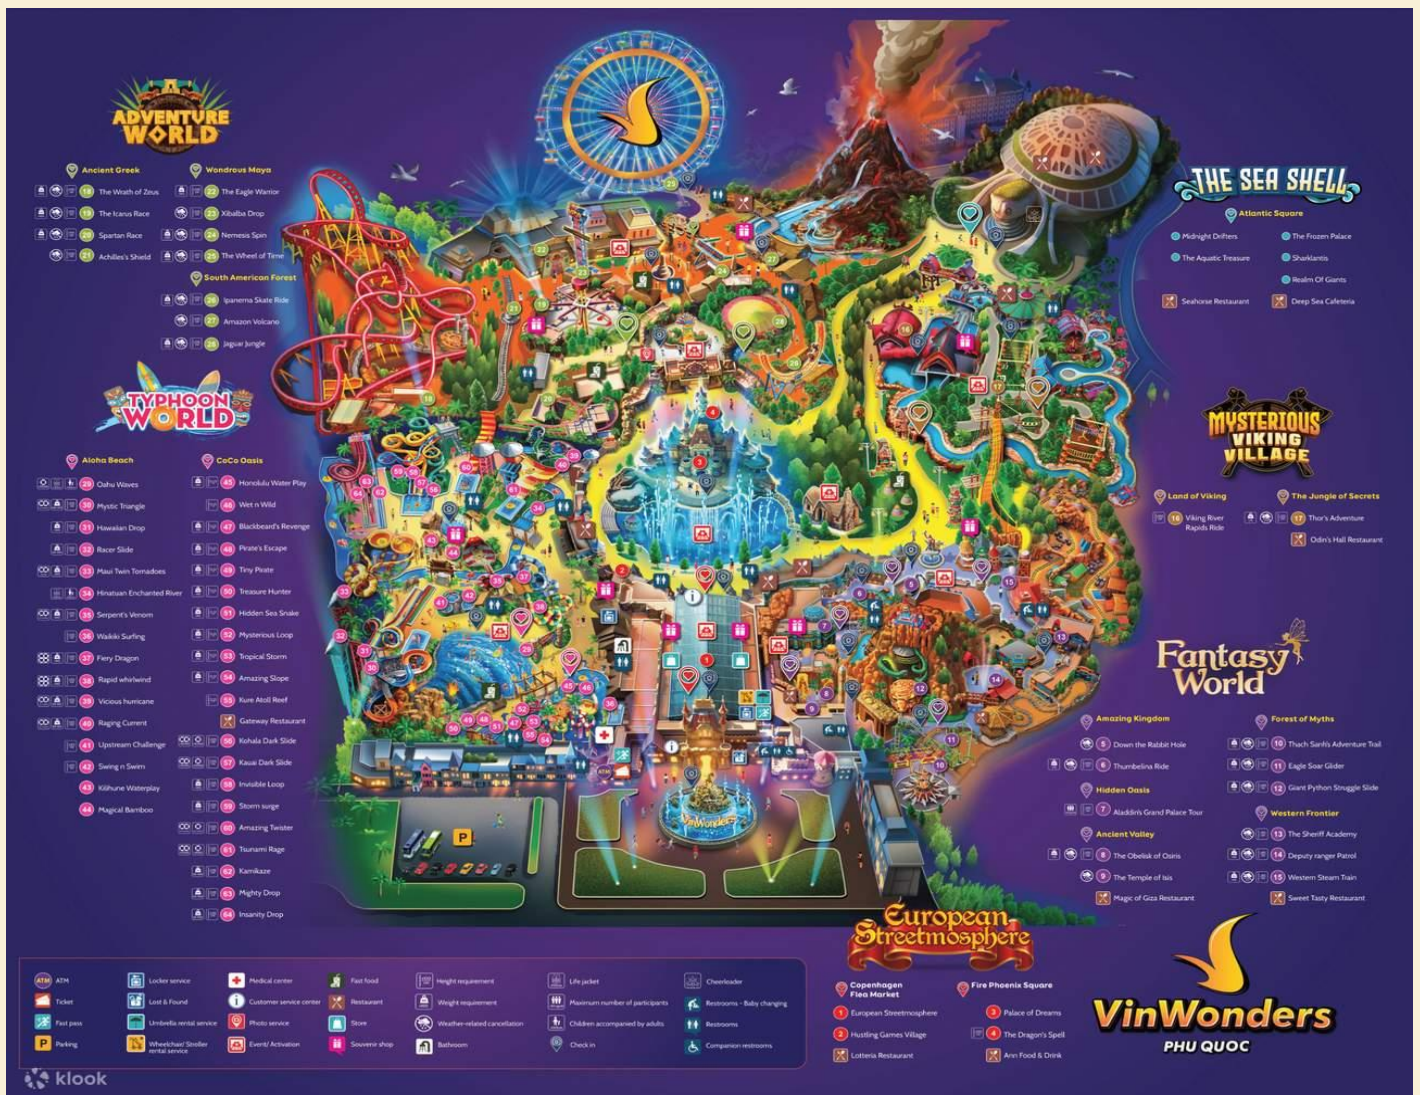 ADVENTURE
WORLD
Ancient Greek
18 The Wrath of Zeus
19 The Icarus Race
20 Spartan Race
21 Achilles's Shield
Wondrous Maya
22 The Eagle Warrior
23 Xibalba Drop
24 Nemesis Spin
25 The Wheel of Time
South American Forest
26 Ipanema Skate Ride
27 Amazon Volcano
28 Jaguar Jungle
TYPHOON
WORLD
Aloha Beach
29 Oahu Waves
30 Mystic Triangle
31 Hawaiian Drop
32 Racer Slide
33 Maui Twin Tornadoes
34 Hinatuan Enchanted River
35 Serpent's Venom
36 Waikiki Surfing
37 Fiery Dragon
38 Rapid whirlwind
39 Vicious hurricane
40 Raging Current
41 Upstream Challenge
42 Swing n Swim
43 Kilihune Waterplay
44 Magical Bamboo
CoCo Oasis
45 Honolulu Water Play
46 Wet n Wild
47 Blackbeard's Revenge
48 Pirate's Escape
49 Tiny Pirate
50 Treasure Hunter
51 Hidden Sea Snake
52 Mysterious Loop
53 Tropical Storm
54 Amazing Slope
55 Kure Atoll Reef
Gateway Restaurant
56 Kohala Dark Slide
57 Kauai Dark Slide
58 Invisible Loop
59 Storm surge
60 Amazing Twister
61 Tsunami Rage
62 Kamikaze
63 Mighty Drop
64 Insanity Drop
THE SEA SHELL
Atlantic Square
Midnight Drifters
The Aquatic Treasure
The Frozen Palace
Sharklantis
Realm Of Giants
Seahorse Restaurant
Deep Sea Cafeteria
MYSTERIOUS
VIKING
VILLAGE
Land of Viking
16 Viking River
Rapids Ride
The Jungle of Secrets
17 Thor's Adventure
Odin's Hall Restaurant
Fantasy
World
Amazing Kingdom
5 Down the Rabbit Hole
6 Thumbelina Ride
Hidden Oasis
7 Aladdin's Grand Palace Tour
Ancient Valley
8 The Obelisk of Osiris
9 The Temple of Isis
Magic of Giza Restaurant
Forest of Myths
10 Thach Sanh's Adventure Trail
11 Eagle Soar Glider
12 Giant Python Struggle Slide
Western Frontier
13 The Sheriff Academy
14 Deputy ranger Patrol
15 Western Steam Train
Sweet Tasty Restaurant
European
Streetmosphere
Copenhagen
Flea Market
1 European Streetmosphere
2 Hustling Games Village
Lotteria Restaurant
Fire Phoenix Square
3 Palace of Dreams
4 The Dragon's Spell
Ann Food & Drink
VinWonders
PHU QUOC
VinWonders
P
ATM
ATM ATM
Ticket
Fast pass
P Parking
Locker service
Lost & Found
Umbrella rental service
Wheelchair/ Stroller
rental service
Medical center
Customer service center
Photo service
Event/ Activation
Fast food
Restaurant
Store
Souvenir shop
Height requirement
Weight requirement
Weather-related cancellation
Bathroom
Life jacket
Maximum number of participants
Children accompanied by adults
Check in
Cheerleader
Restrooms - Baby changing
Restrooms
Companion restrooms
klook